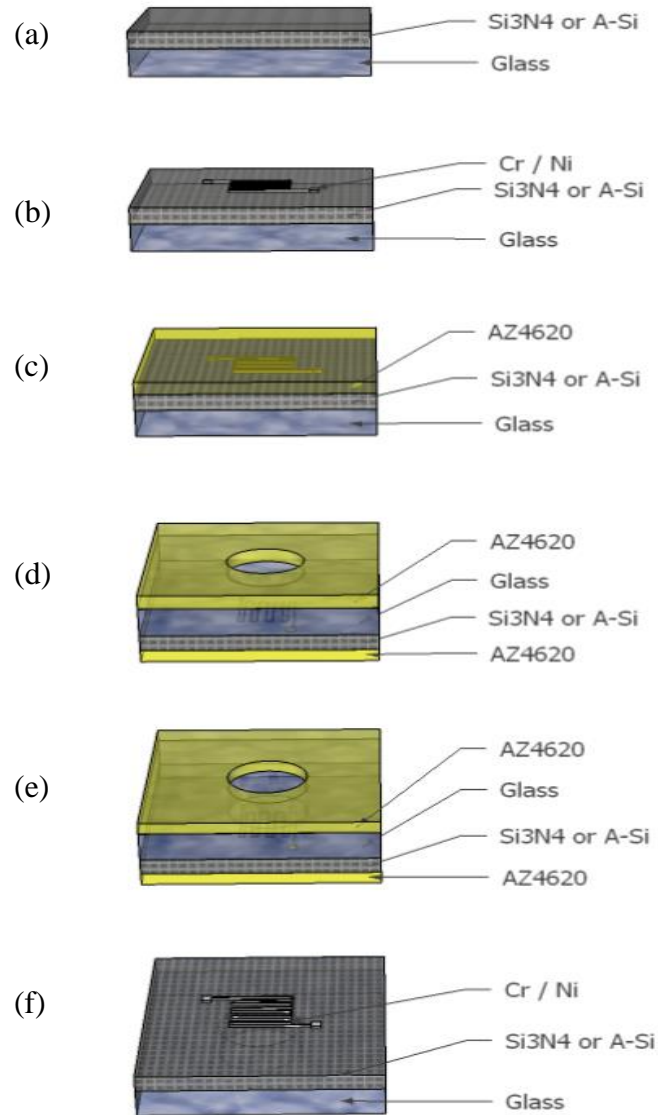 (a)
Si3N4 or A-Si
Glass
(b)
Cr / Ni
Si3N4 or A-Si
Glass
(c)
AZ4620
Si3N4 or A-Si
Glass
(d)
AZ4620
Glass
Si3N4 or A-Si
AZ4620
(e)
AZ4620
Glass
Si3N4 or A-Si
AZ4620
(f)
Cr / Ni
Si3N4 or A-Si
Glass